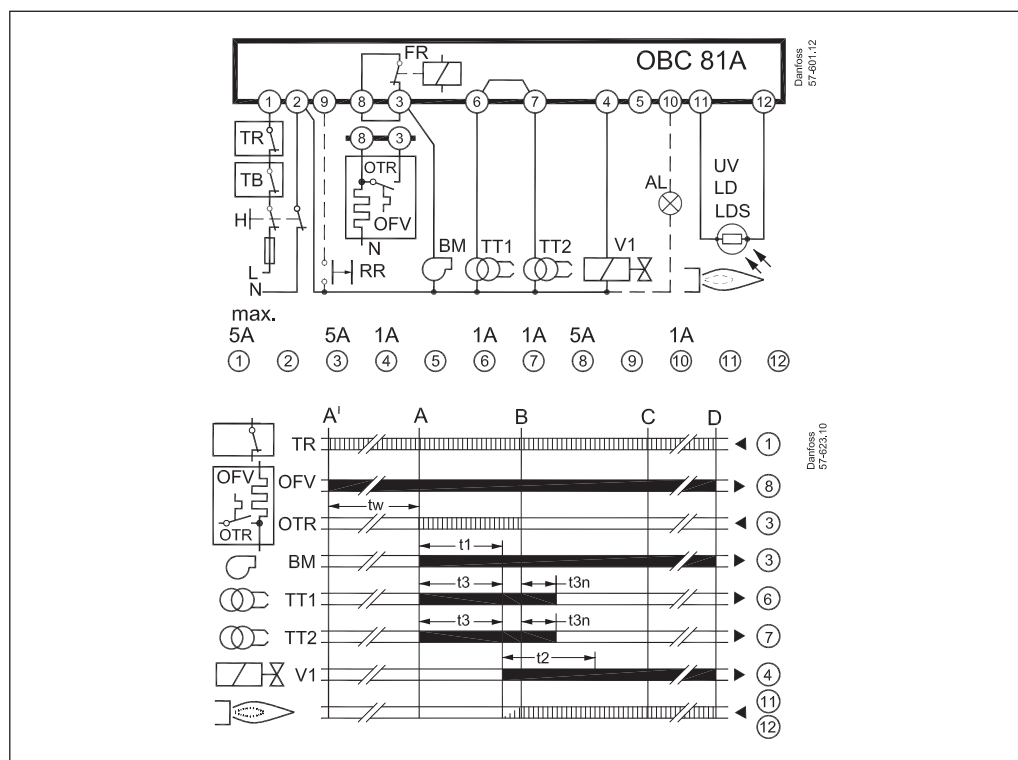 FR
OBC 81A
Danfoss
57-601.12
1 2 9 8 3 6 7 4 5 10 11 12
TR
8 3
TB
OTR
OFV
H
N
AL
UV
LD
LDS
RR
BM TT1 TT2 V1
L
N
max.
5A 5A 1A 1A 1A 5A 1A
1 2 3 4 5 6 7 8 9 10 11 12
A' A B C D
Danfoss
57-623.10
TR 1
OFV OFV 8
tw
OTR OTR 3
t1
BM 3
t3 t3n
TT1 6
t3 t3n
TT2 7
t2
V1 4
11
12